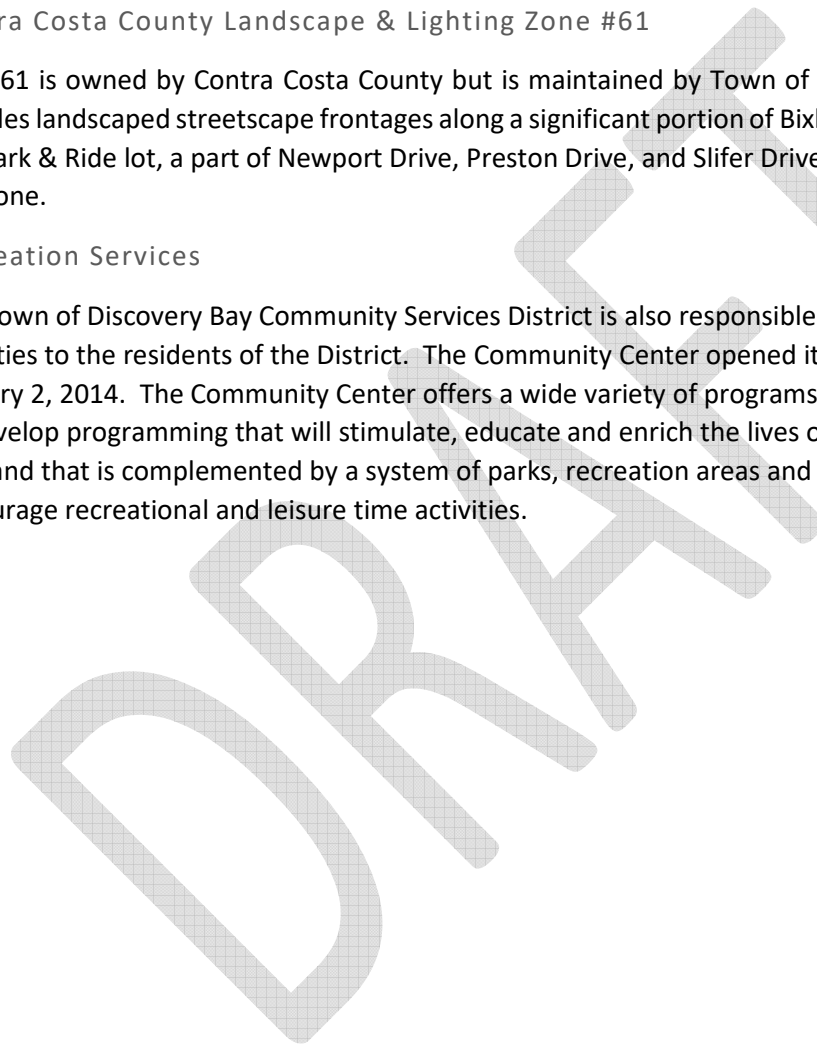 ra Costa County Landscape & Lighting Zone #61
61 is owned by Contra Costa County but is maintained by Town of
les landscaped streetscape frontages along a significant portion of Bixl
ark & Ride lot, a part of Newport Drive, Preston Drive, and Slifer Drive
one.
eation Services
own of Discovery Bay Community Services District is also responsible
ties to the residents of the District. The Community Center opened it
ry 2, 2014. The Community Center offers a wide variety of programs
velop programming that will stimulate, educate and enrich the lives o
and that is complemented by a system of parks, recreation areas and
urage recreational and leisure time activities.
DRAFT